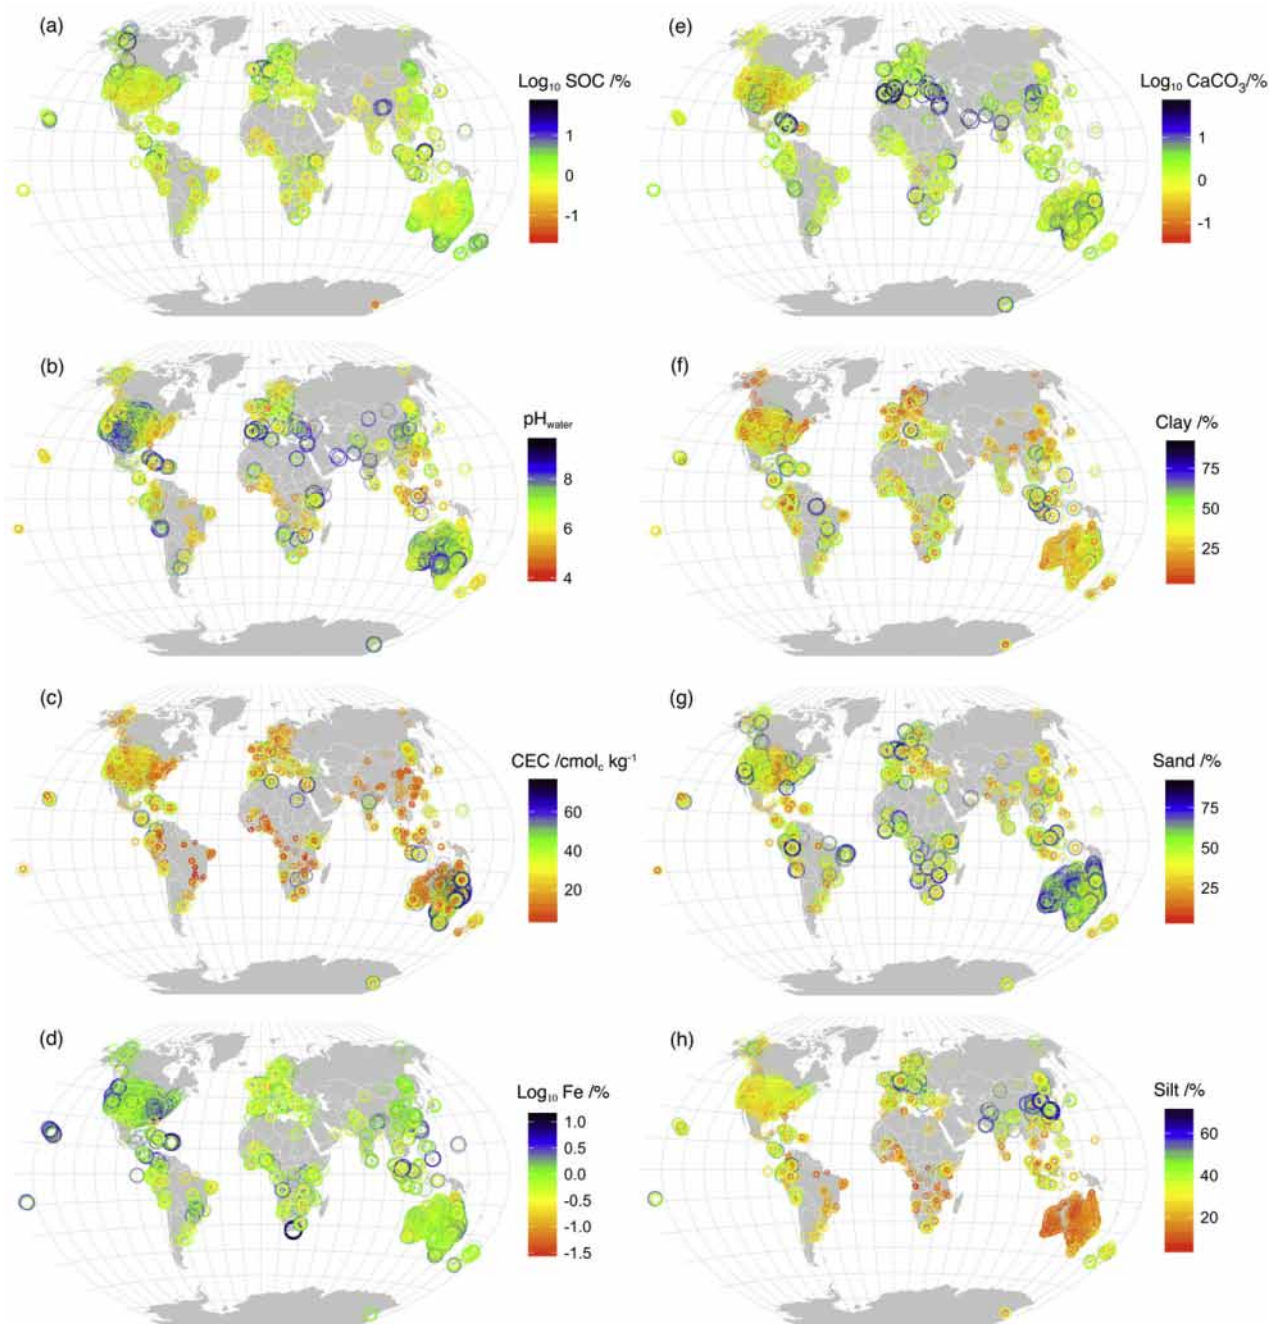 (a)
Log₁₀ SOC /%
1
0
-1
(e)
Log₁₀ CaCO₃/%
1
0
-1
(b)
pHwater
8
6
4
(f)
Clay /%
75
50
25
(c)
CEC /cmolc kg⁻¹
60
40
20
(g)
Sand /%
75
50
25
(d)
Log₁₀ Fe /%
1.0
0.5
0.0
-0.5
-1.0
-1.5
(h)
Silt /%
60
40
20